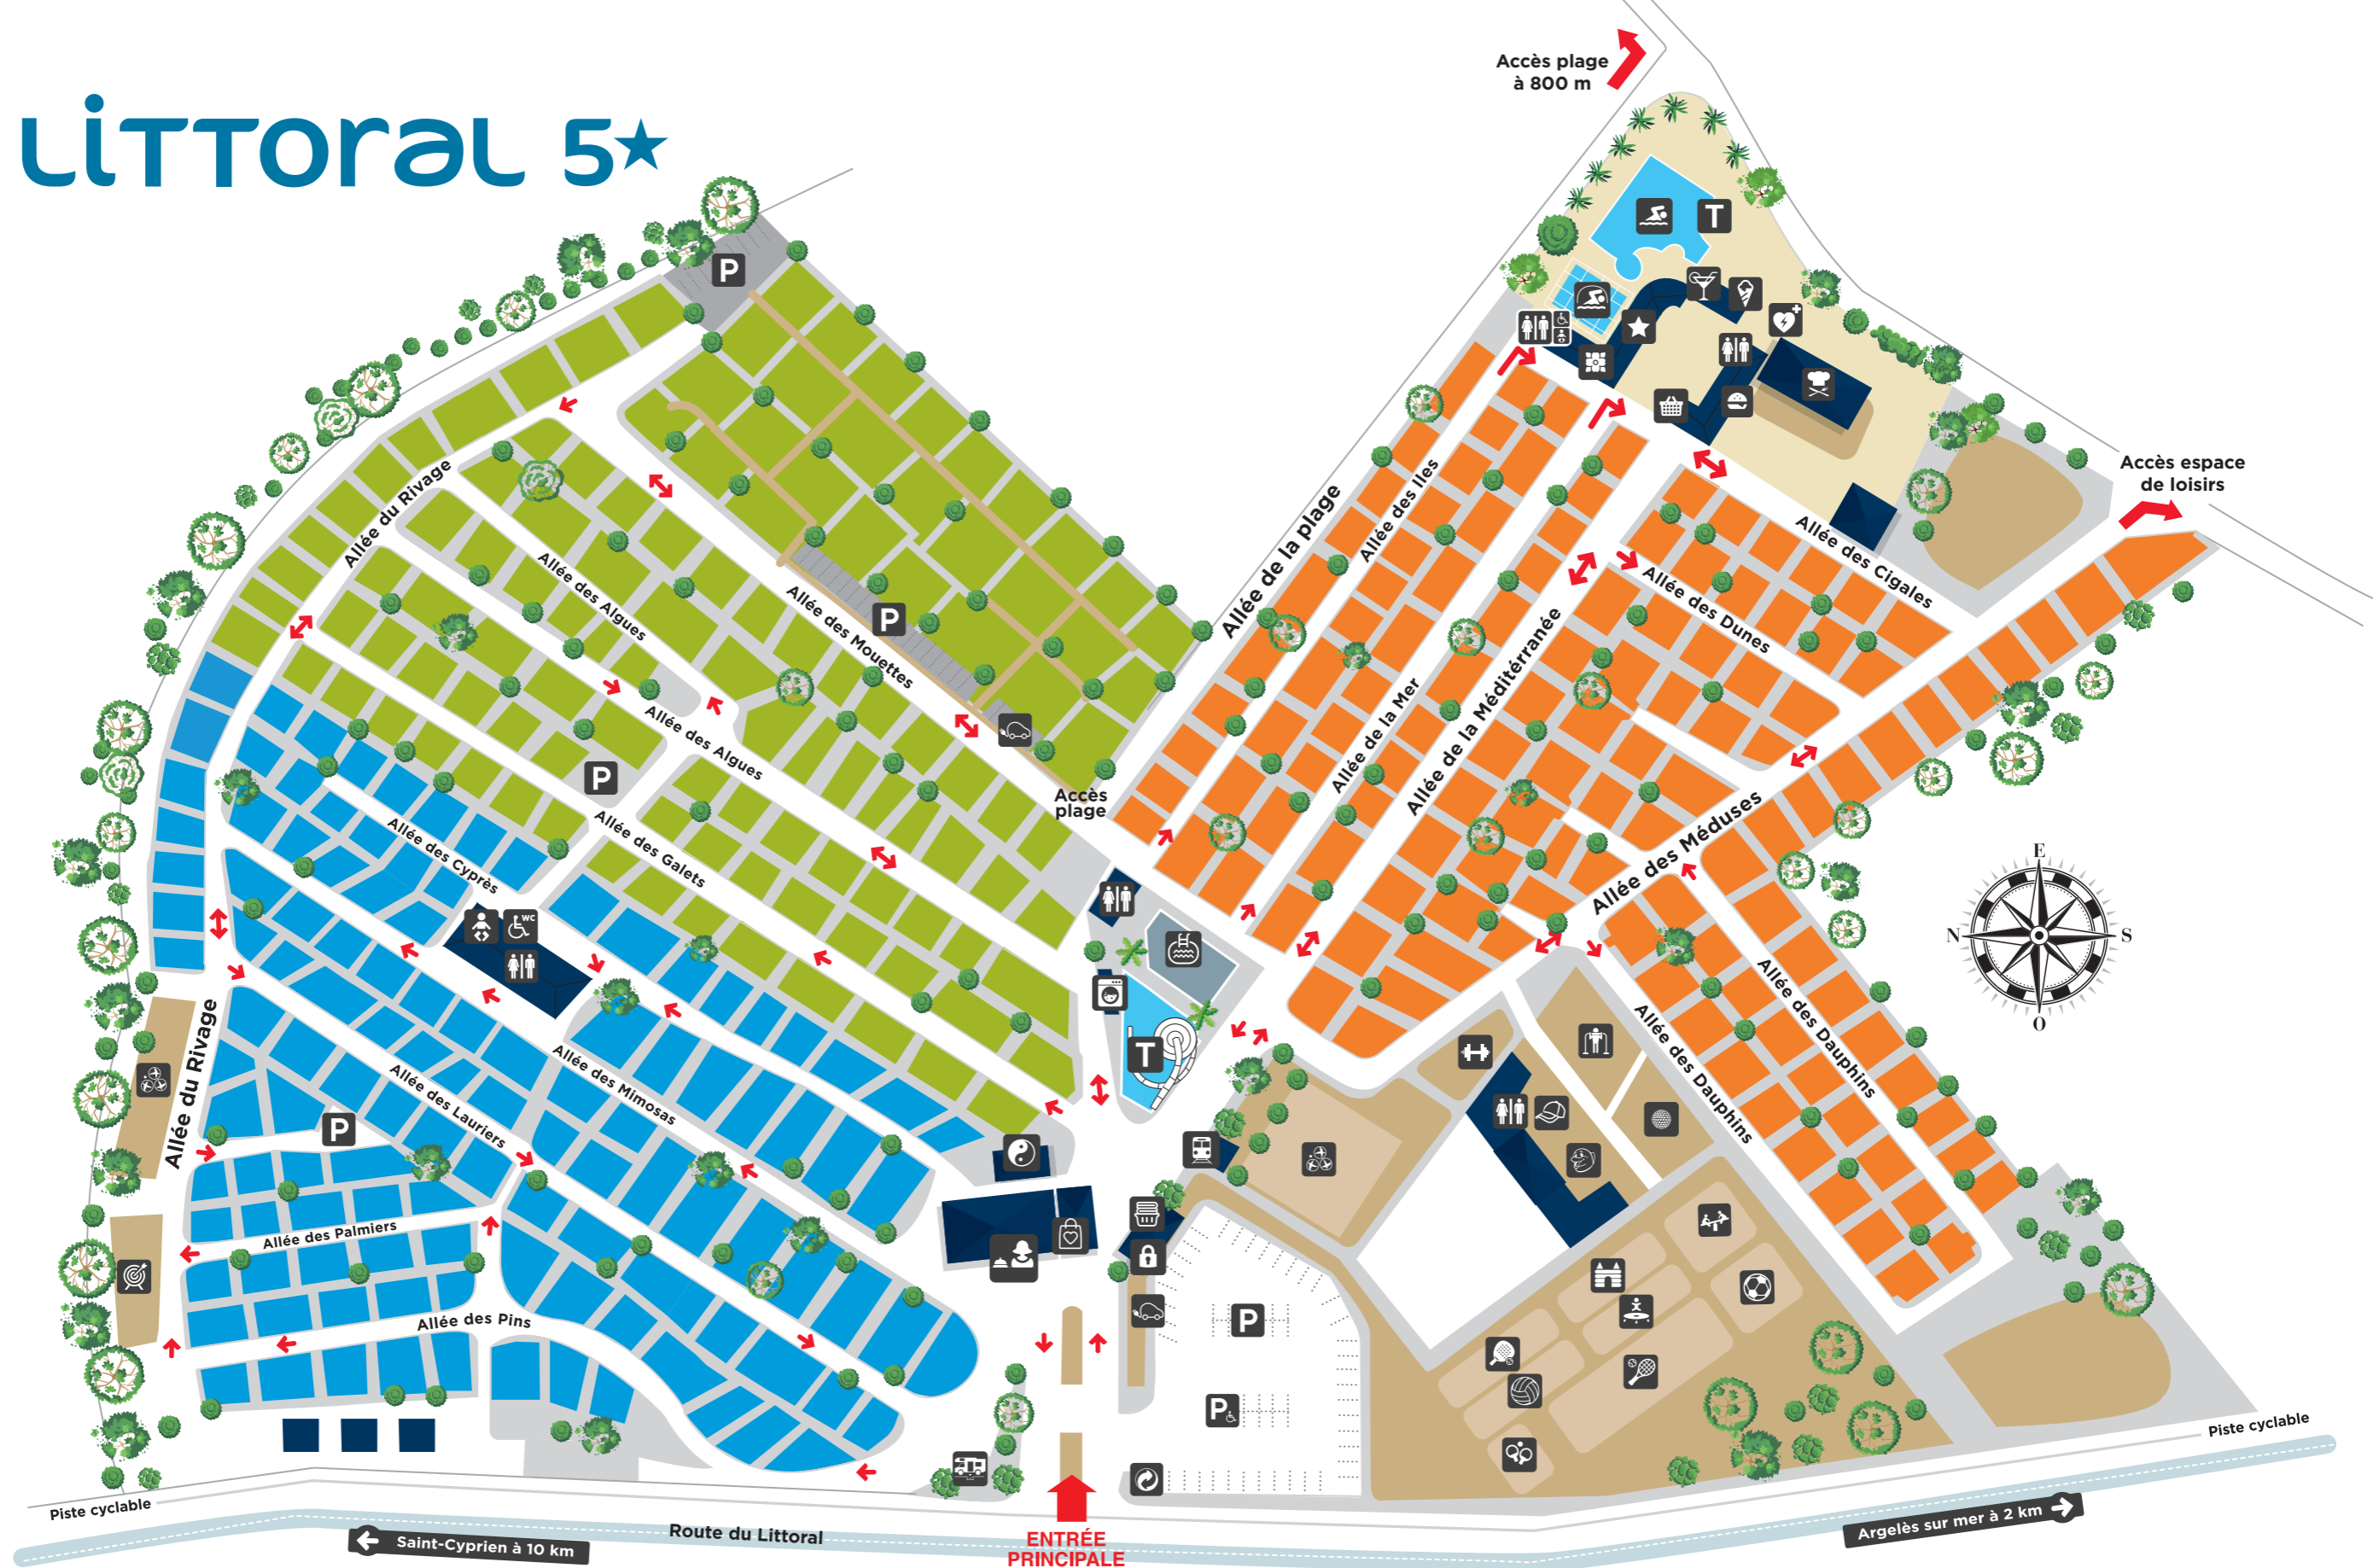 LiTTOraL 5
Accès plage
à 800 m
T
P
Accès espace
de loisirs
Allée du Rivage
Allée de la plage
Allée des Iles
Allée des Cigales
Allée des Algues
Allée des Mouettes
P
Allée des Dunes
Allée de la Méditérranée
Allée de la Mer
Allée des Algues
P
Accès
plage
Allée des Galets
Allée des Cyprès
Allée des Méduses
E
N
S
O
WC
Allée du Rivage
T
Allée des Dauphins
Allée des Dauphins
Allée des Mimosas
Allée des Lauriers
P
Allée des Palmiers
Allée des Pins
P
P
Piste cyclable
Piste cyclable
Saint-Cyprien à 10 km
Route du Littoral
ENTRÉE
PRINCIPALE
Argelès sur mer à 2 km